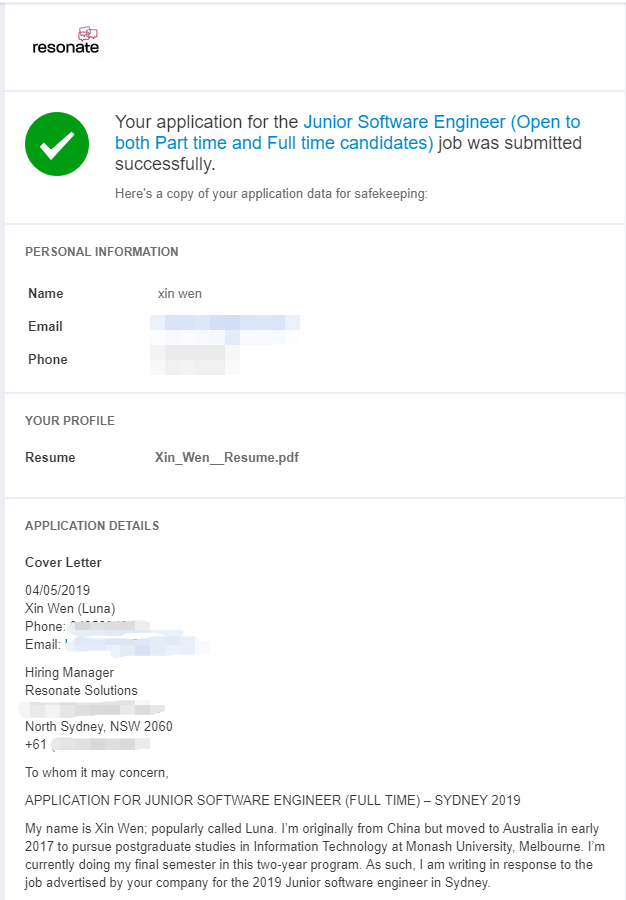 resonate
Your application for the Junior Software Engineer (Open to
both Part time and Full time candidates) job was submitted
successfully.
Here's a copy of your application data for safekeeping:
PERSONAL INFORMATION
Name xin wen
Email
Phone
YOUR PROFILE
Resume Xin_Wen__Resume.pdf
APPLICATION DETAILS
Cover Letter
04/05/2019
Xin Wen (Luna)
Phone:
Email:
Hiring Manager
Resonate Solutions
North Sydney, NSW 2060
+61
To whom it may concern,
APPLICATION FOR JUNIOR SOFTWARE ENGINEER (FULL TIME) – SYDNEY 2019
My name is Xin Wen; popularly called Luna. I'm originally from China but moved to Australia in early
2017 to pursue postgraduate studies in Information Technology at Monash University, Melbourne. I'm
currently doing my final semester in this two-year program. As such, I am writing in response to the
job advertised by your company for the 2019 Junior software engineer in Sydney.